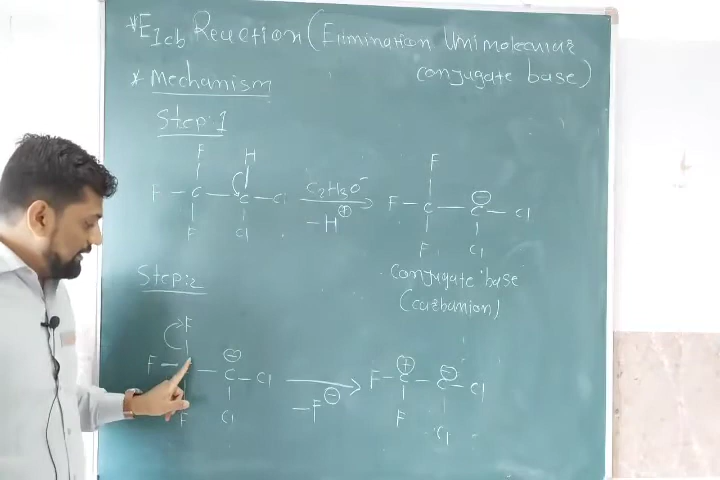 *E1cb Reaction (Elimination Unimolecular
conjugate base)
* Mechanism
Step:1
F
H
F – C – C – Cl
F
Cl
C2H5O⁻
-H⊕
F
F – C – C – Cl
⊖
F
Cl
conjugate base
(carbanion)
Step:2
F
F
⊖
C – Cl
F
Cl
-F⊖
⊕
⊖
F – C – C – Cl
F
Cl